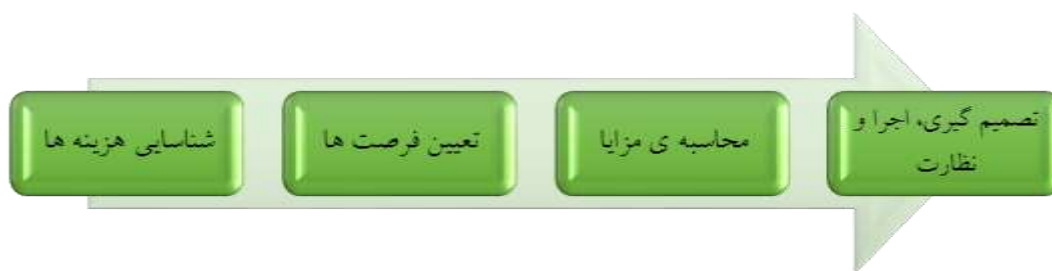 شناسایی هزینه ها
تعیین فرصت ها
محاسبه ی مزایا
تصمیم گیری، اجرا و
نظارت